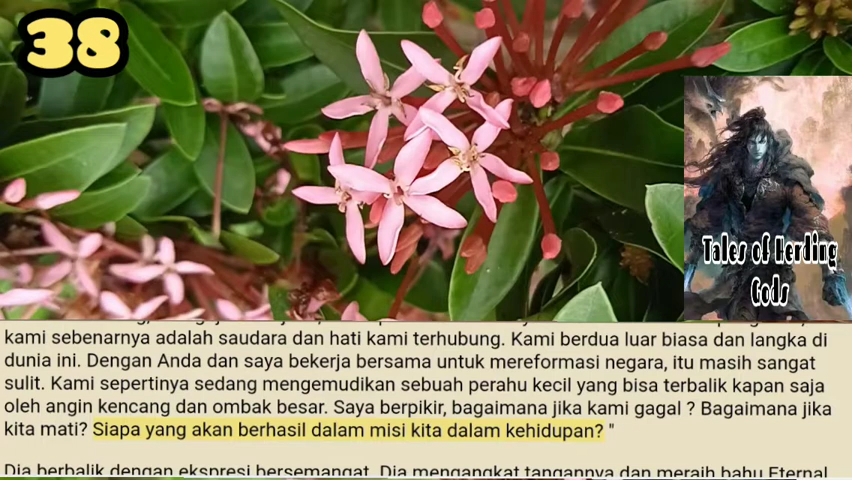 38
Tales of Herding
Gods
kami sebenarnya adalah saudara dan hati kami terhubung. Kami berdua luar biasa dan langka di
dunia ini. Dengan Anda dan saya bekerja bersama untuk mereformasi negara, itu masih sangat
sulit. Kami sepertinya sedang mengemudikan sebuah perahu kecil yang bisa terbalik kapan saja
oleh angin kencang dan ombak besar. Saya berpikir, bagaimana jika kami gagal ? Bagaimana jika
kita mati? Siapa yang akan berhasil dalam misi kita dalam kehidupan? "
Dia berbalik dengan ekspresi bersemangat. Dia mengangkat tangannya dan meraih bahu Eternal